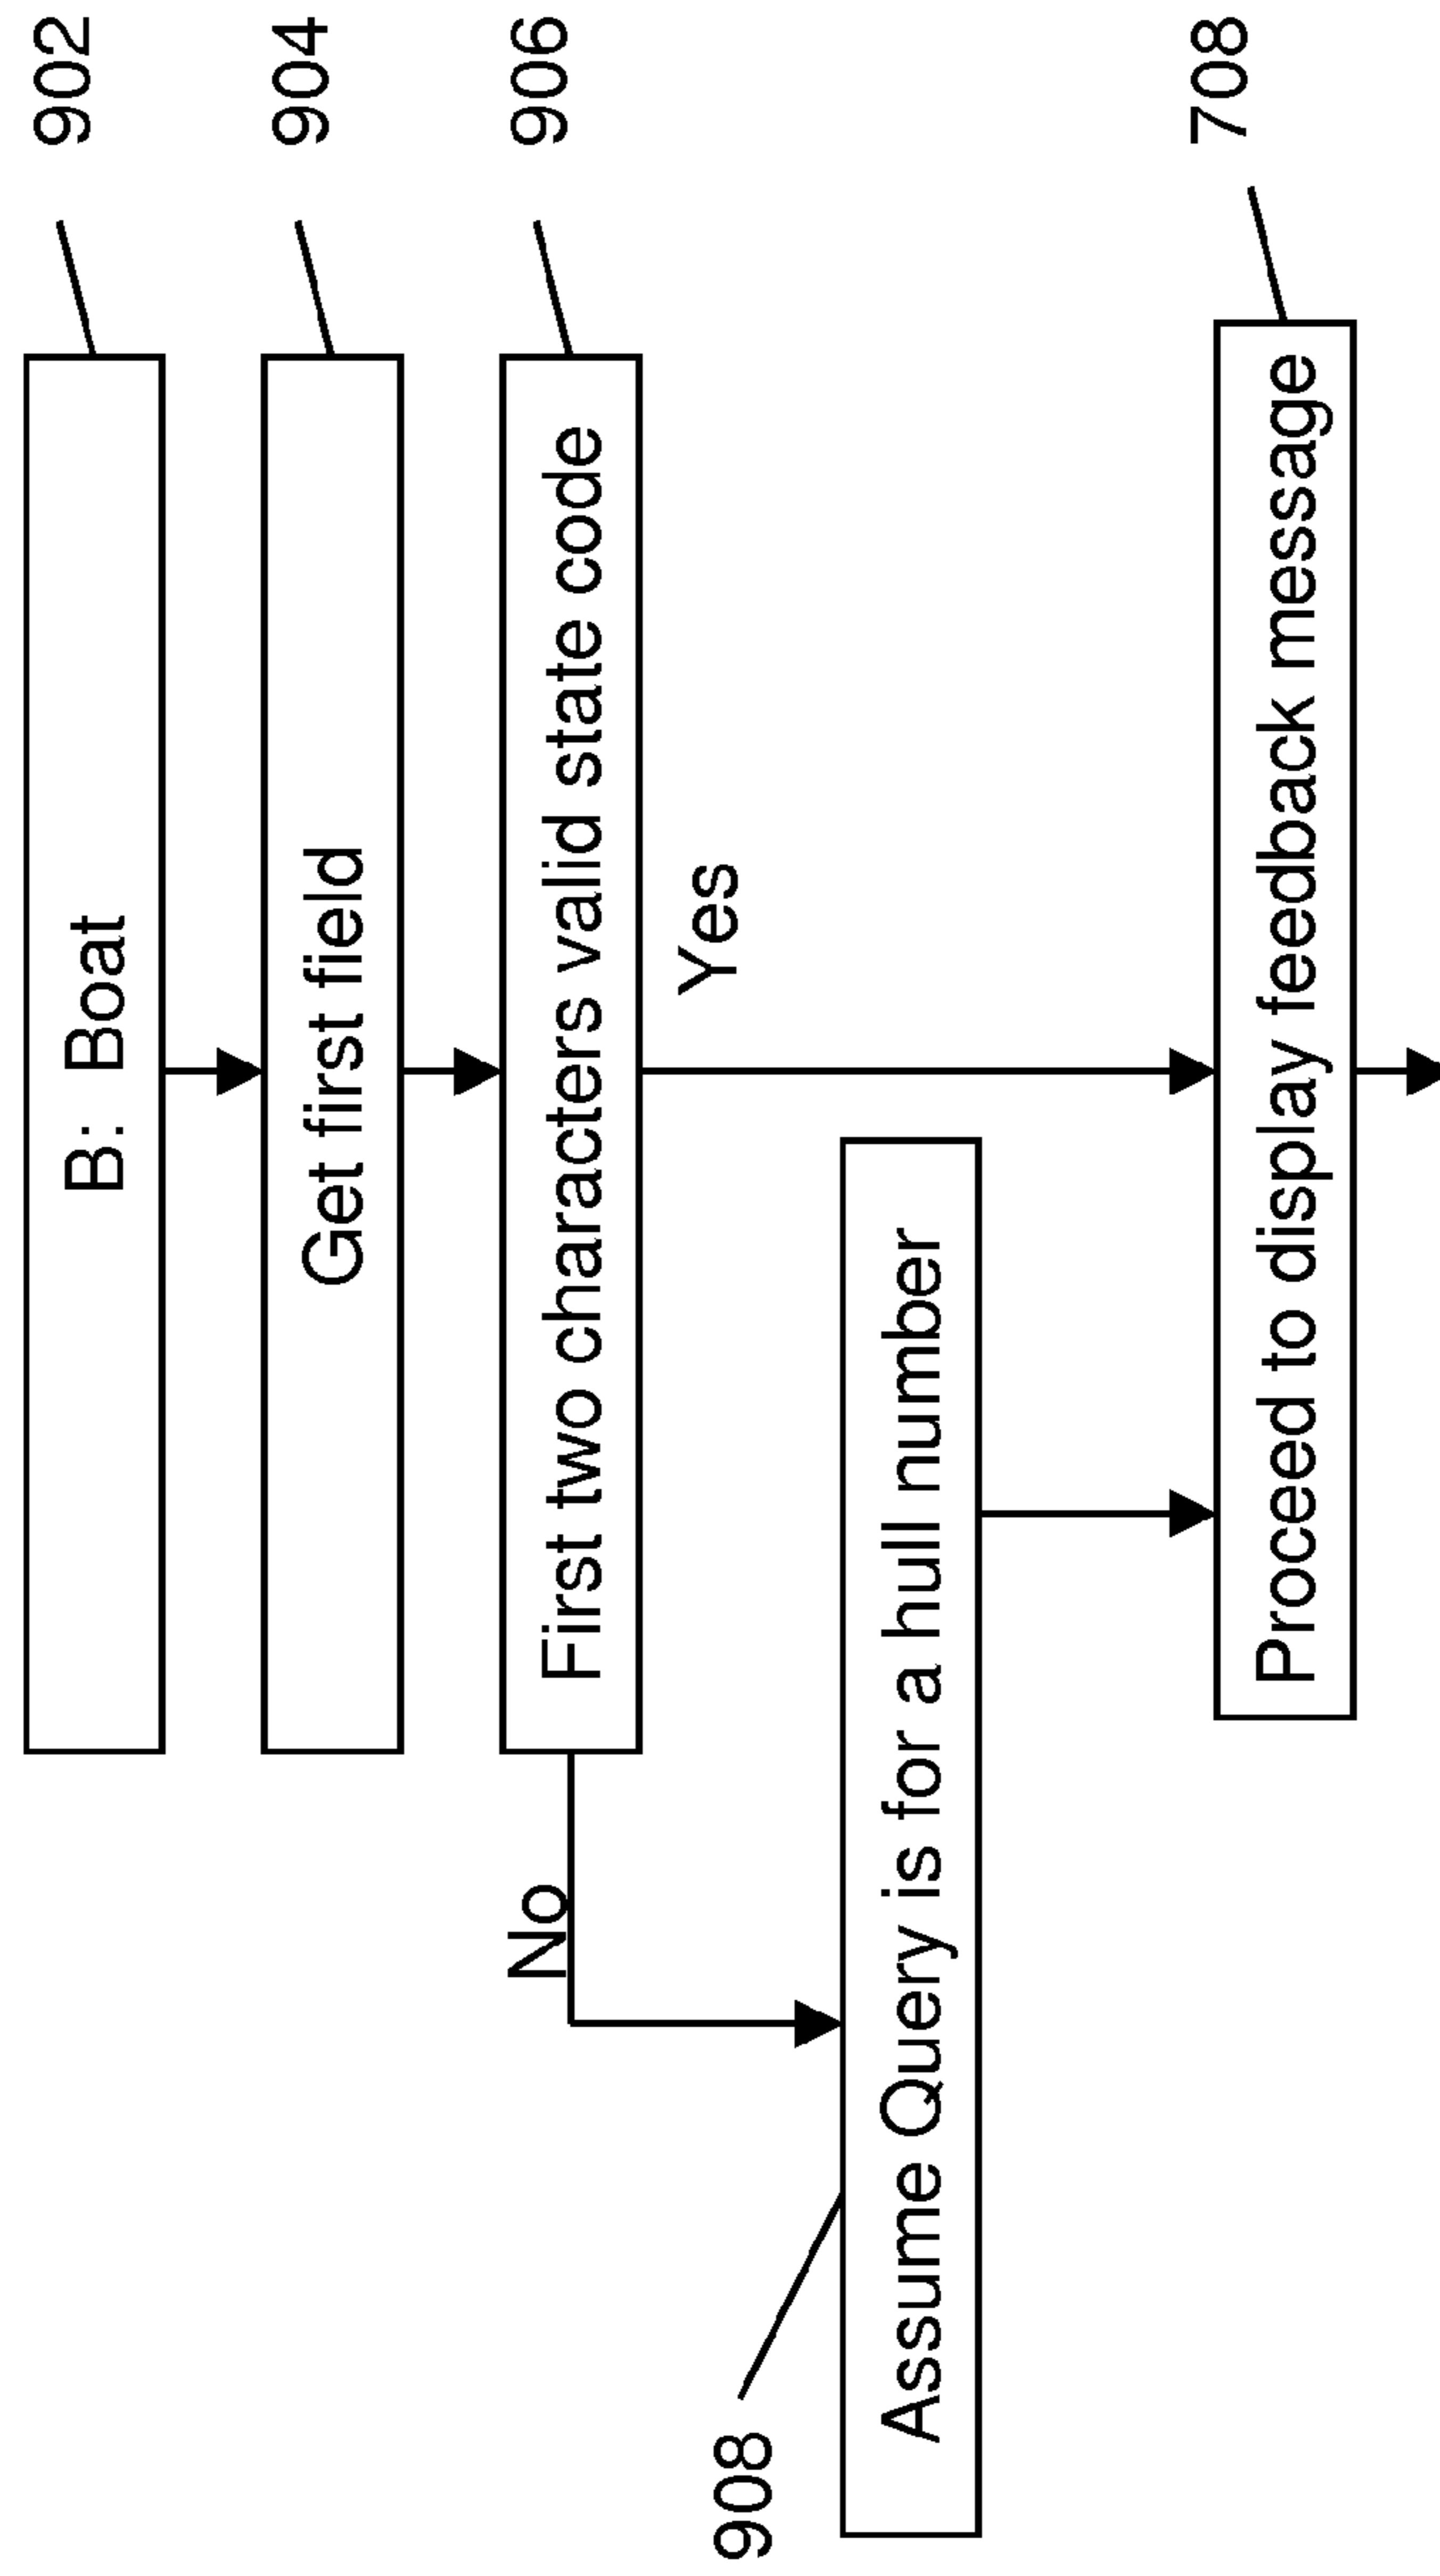 B: Boat
902
Get first field
904
First two characters valid state code
906
No
Yes
908
Assume Query is for a hull number
Proceed to display feedback message
708